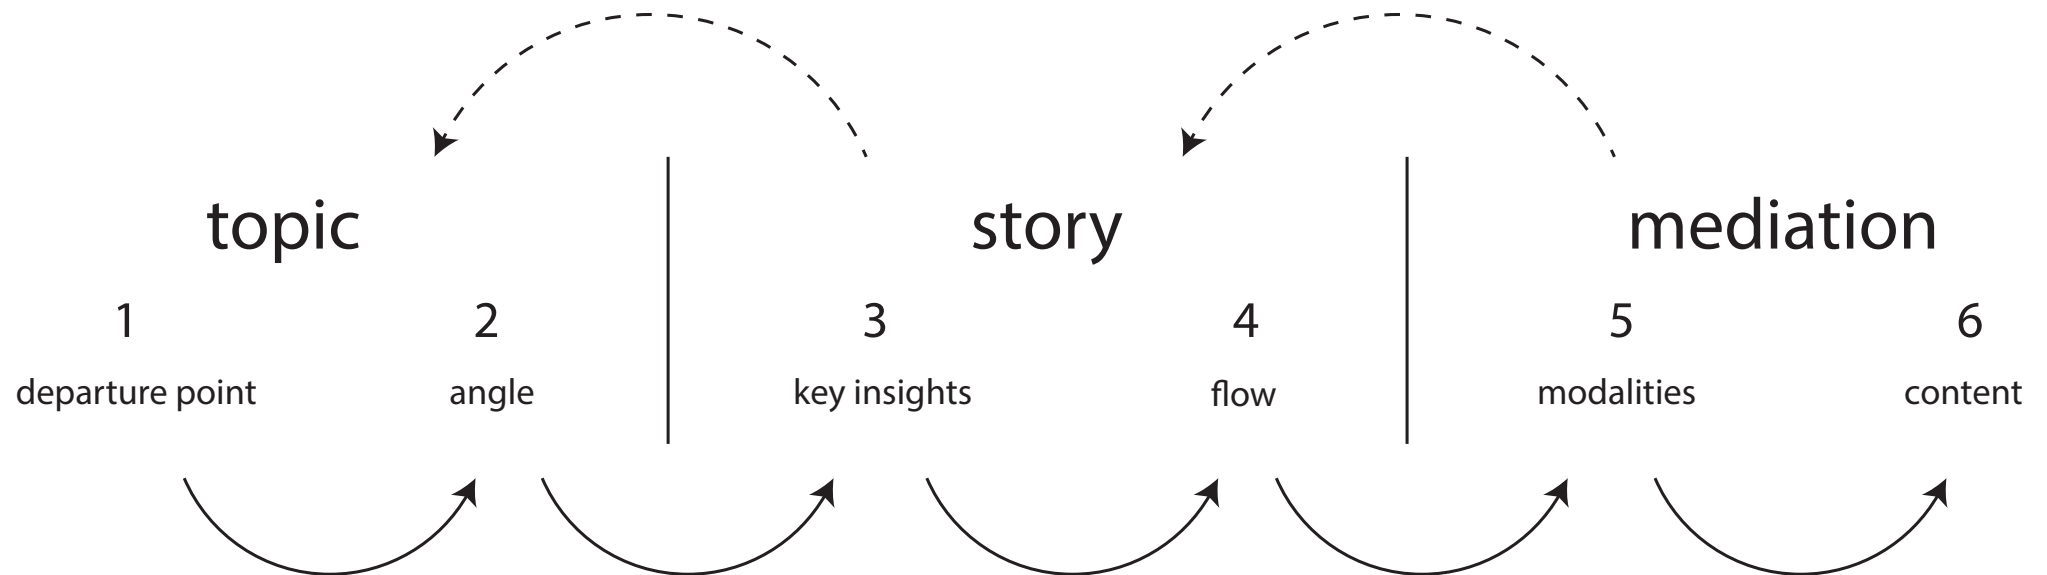 topic
story
mediation
1
2
3
4
5
6
departure point
angle
key insights
flow
modalities
content